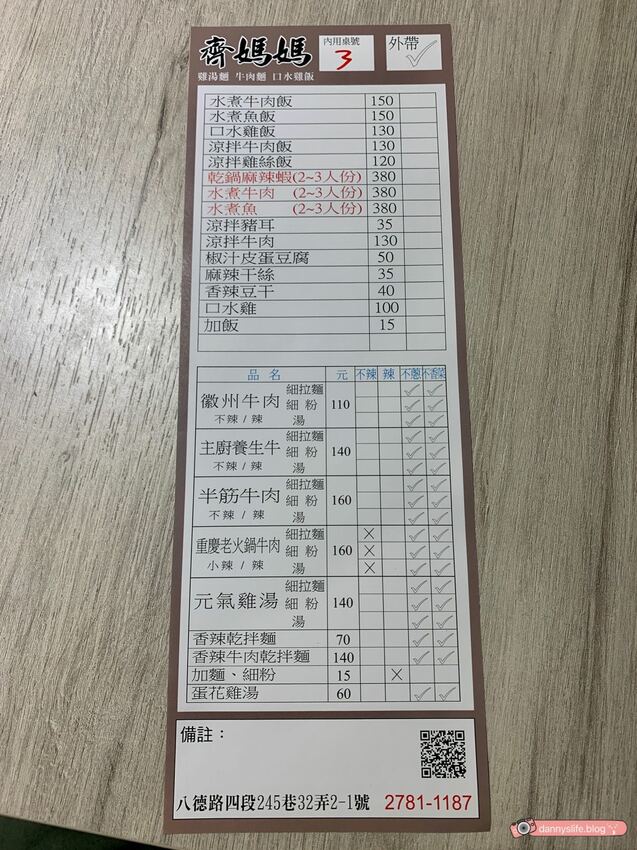 齊媽媽 內用桌號 3 外帶
雞湯麵 牛肉麵 口水雞飯
水煮牛肉飯 150
水煮魚飯 150
口水雞飯 130
涼拌牛肉飯 130
涼拌雞絲飯 120
乾鍋麻辣蝦(2~3人份) 380
水煮牛肉 (2~3人份) 380
水煮魚 (2~3人份) 380
涼拌豬耳 35
涼拌牛肉 130
椒汁皮蛋豆腐 50
麻辣干絲 35
香辣豆干 40
口水雞 100
加飯 15
品名 元 不辣 辣 不蔥 不香菜
徽州牛肉 細拉麵 110
不辣 / 辣 細粉
湯
主廚養生牛 細拉麵 140
不辣 / 辣 細粉
湯
半筋牛肉 細拉麵 160
不辣 / 辣 細粉
湯
重慶老火鍋牛肉 細拉麵 160
小辣 / 辣 細粉
湯
元氣雞湯 細拉麵 140
細粉
湯
香辣乾拌麵 70
香辣牛肉乾拌麵 140
加麵、細粉 15
蛋花雞湯 60
備註：
八德路四段245巷32弄2-1號 2781-1187
dannyslife.blog